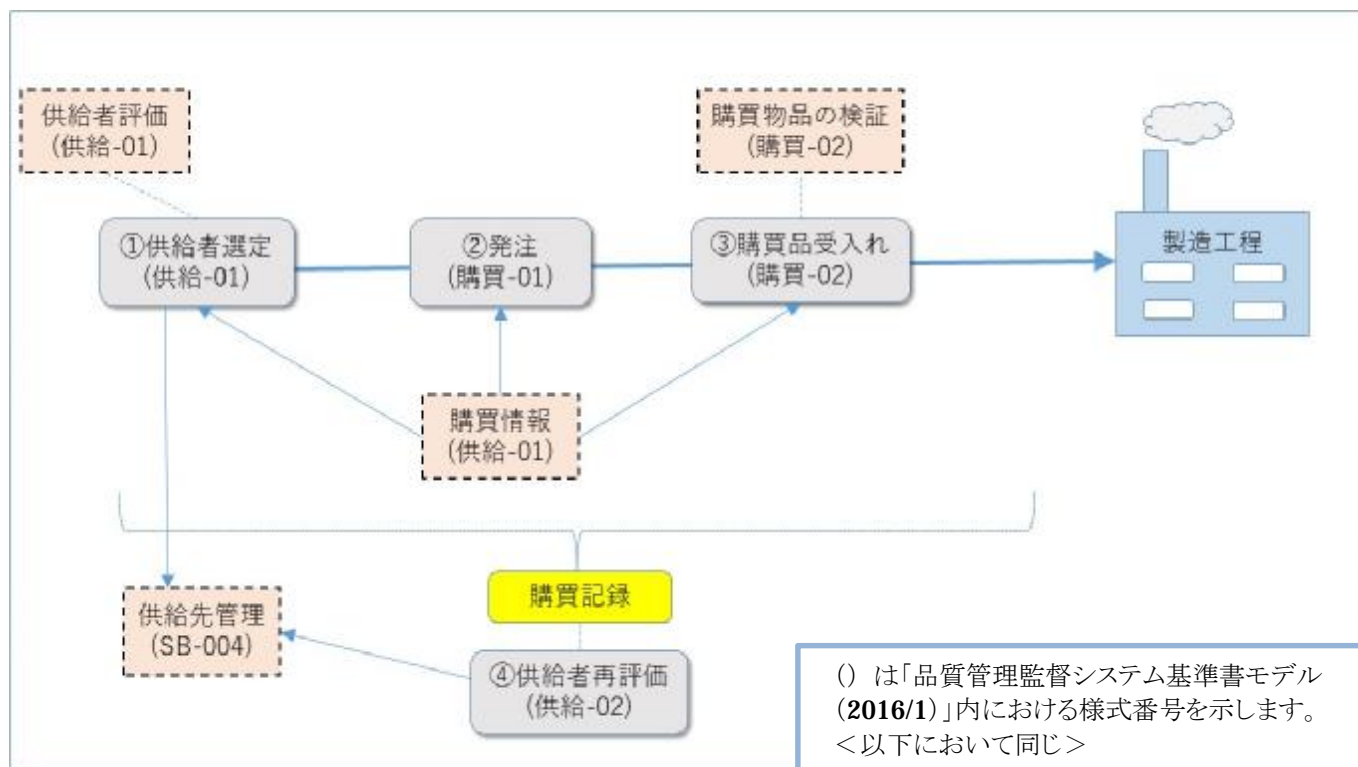 供給者評価
(供給-01)
購買物品の検証
(購買-02)
①供給者選定
(供給-01)
②発注
(購買-01)
③購買品受入れ
(購買-02)
製造工程
購買情報
(供給-01)
購買記録
供給先管理
(SB-004)
④供給者再評価
(供給-02)
() は「品質管理監督システム基準書モデル
(2016/1)」内における様式番号を示します。
<以下において同じ>